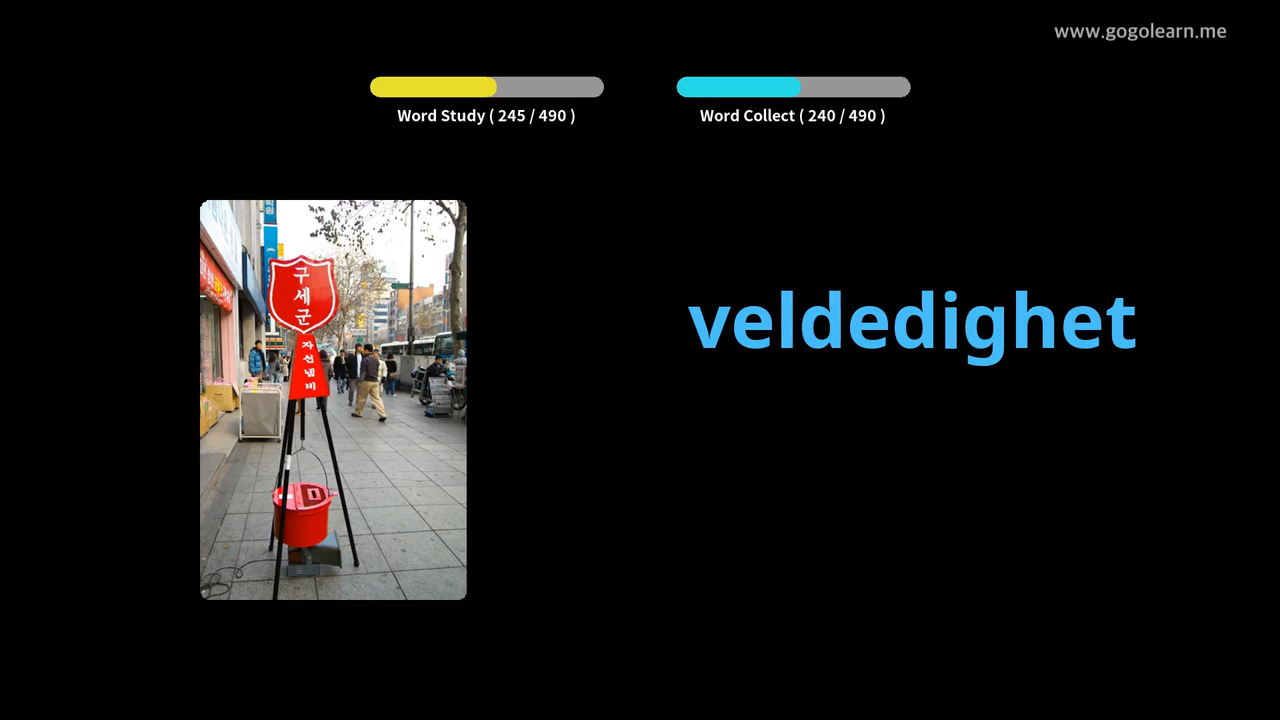 www.gogolearn.me
Word Study ( 245 / 490 )
Word Collect ( 240 / 490 )
구
세
군
자
선
냄
비
veldedighet